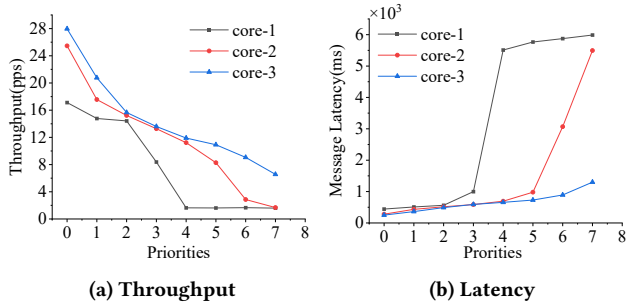 28
24
20
16
12
8
4
0
Throughput(pps)
core-1
core-2
core-3
0 1 2 3 4 5 6 7 8
Priorities
(a) Throughput
×10³
6
5
4
3
2
1
0
Message Latency(ms)
core-1
core-2
core-3
0 1 2 3 4 5 6 7 8
Priorities
(b) Latency